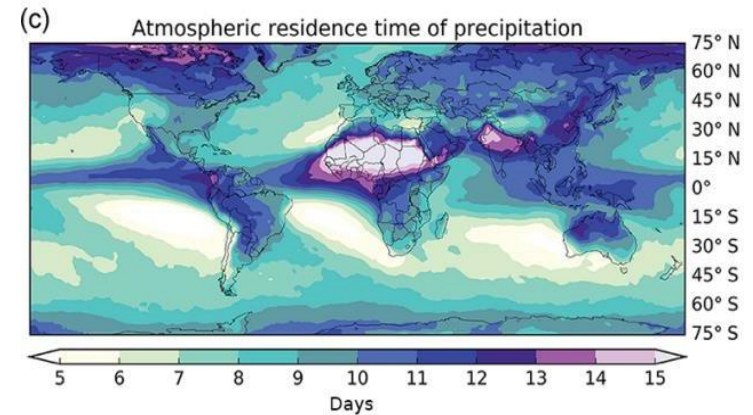 (c)
Atmospheric residence time of precipitation
75° N
60° N
45° N
30° N
15° N
0°
15° S
30° S
45° S
60° S
75° S
5 6 7 8 9 10 11 12 13 14 15
Days